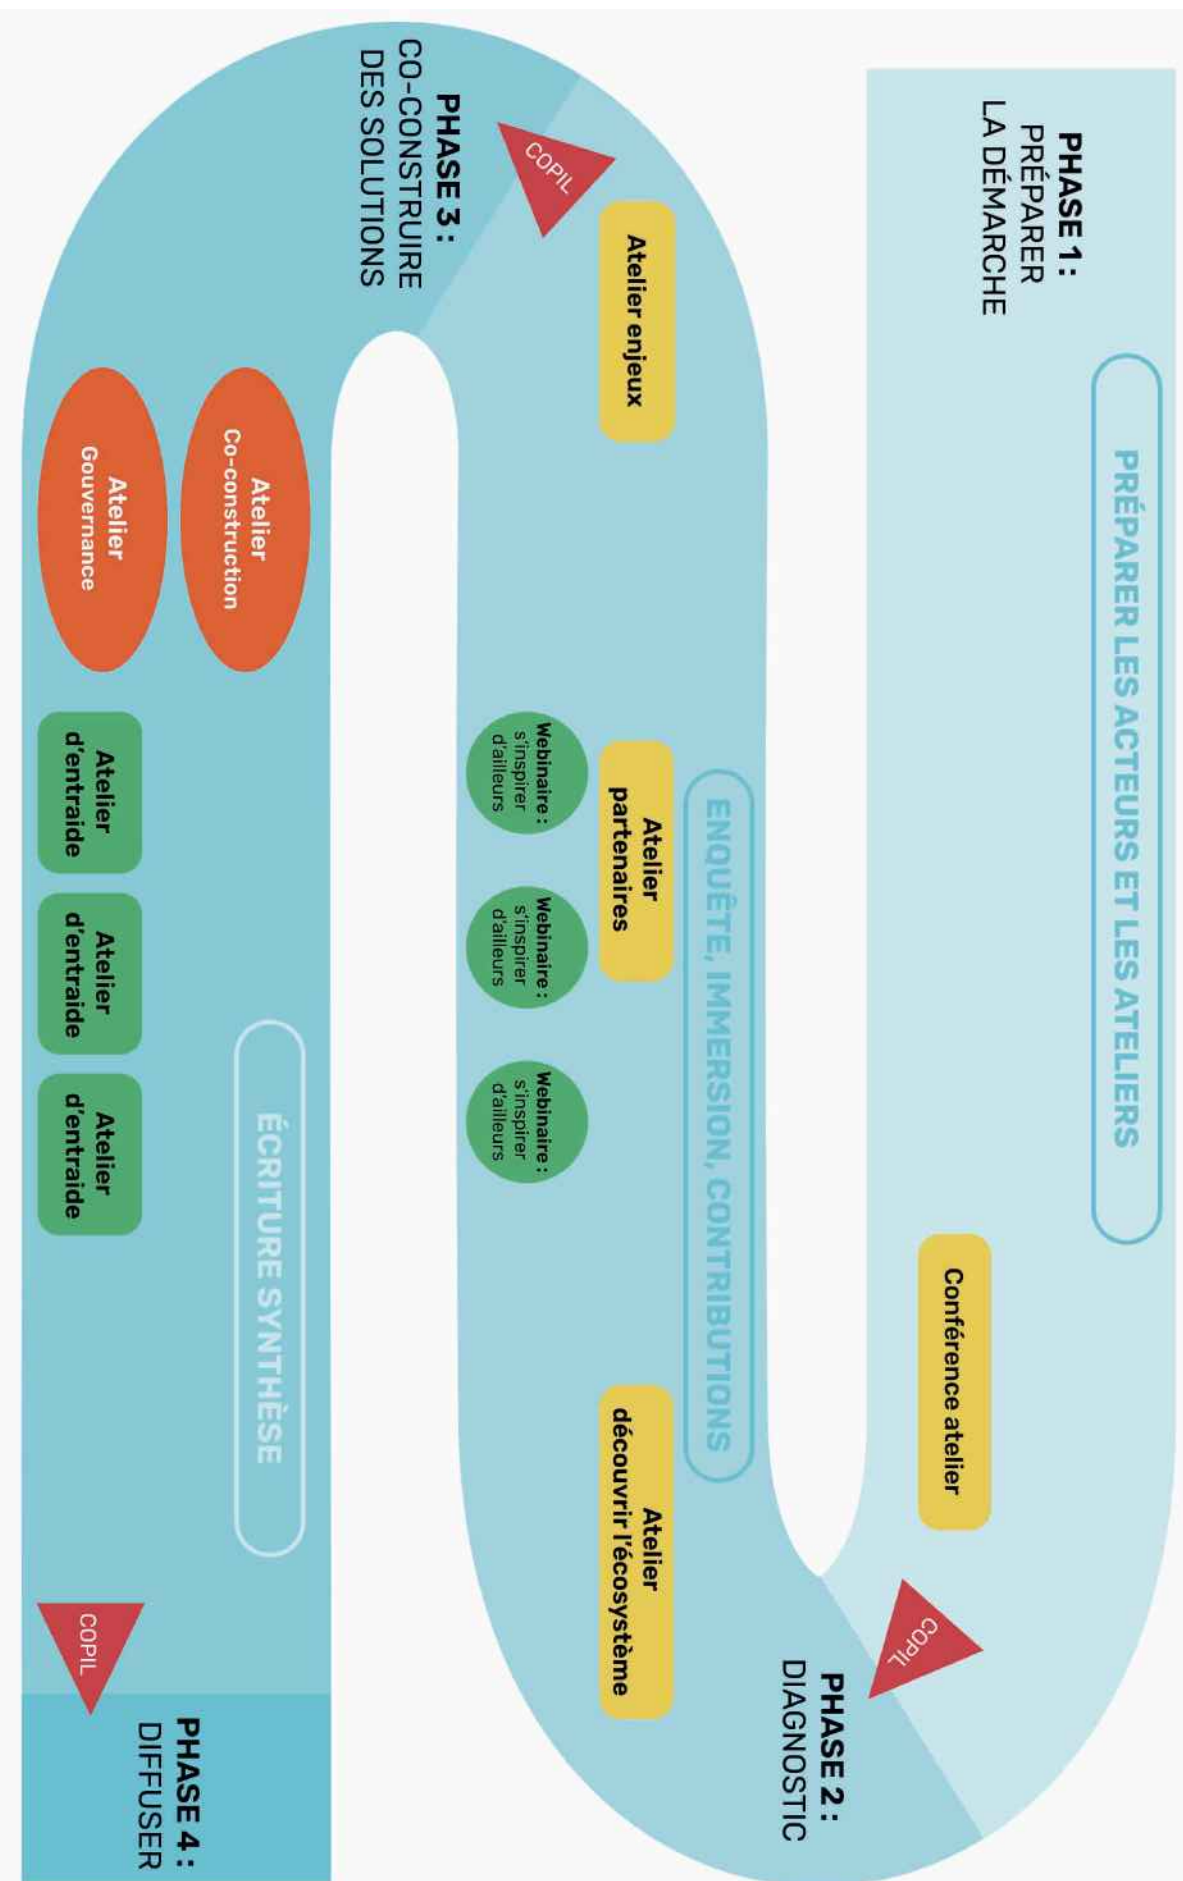 PHASE 1 :
PRÉPARER
LA DÉMARCHE
PRÉPARER LES ACTEURS ET LES ATELIERS
Conférence atelier
COPIL
PHASE 2 :
DIAGNOSTIC
ENQUÊTE, IMMERSION, CONTRIBUTIONS
Atelier
découvrir l'écosystème
Atelier
partenaires
Webinaire :
s'inspirer
d'ailleurs
Webinaire :
s'inspirer
d'ailleurs
Webinaire :
s'inspirer
d'ailleurs
Atelier enjeux
COPIL
PHASE 3 :
CO-CONSTRUIRE
DES SOLUTIONS
Atelier
Co-construction
Atelier
Gouvernance
Atelier
d'entraide
Atelier
d'entraide
Atelier
d'entraide
ÉCRITURE SYNTHÈSE
COPIL
PHASE 4 :
DIFFUSER